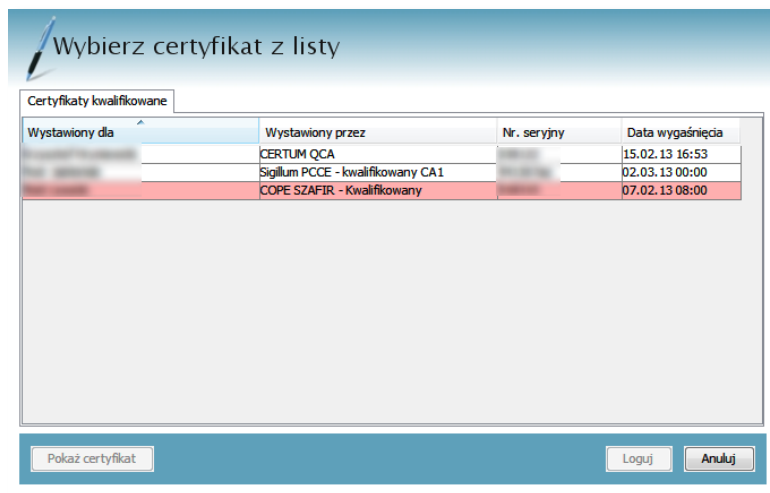 Wybierz certyfikat z listy
Certyfikaty kwalifikowane
Wystawiony dla Wystawiony przez Nr. seryjny Data wygaśnięcia
CERTUM QCA 15.02.13 16:53
Sigillum PCCE - kwalifikowany CA1 02.03.13 00:00
COPE SZAFIR - Kwalifikowany 07.02.13 08:00
Pokaż certyfikat Loguj Anuluj